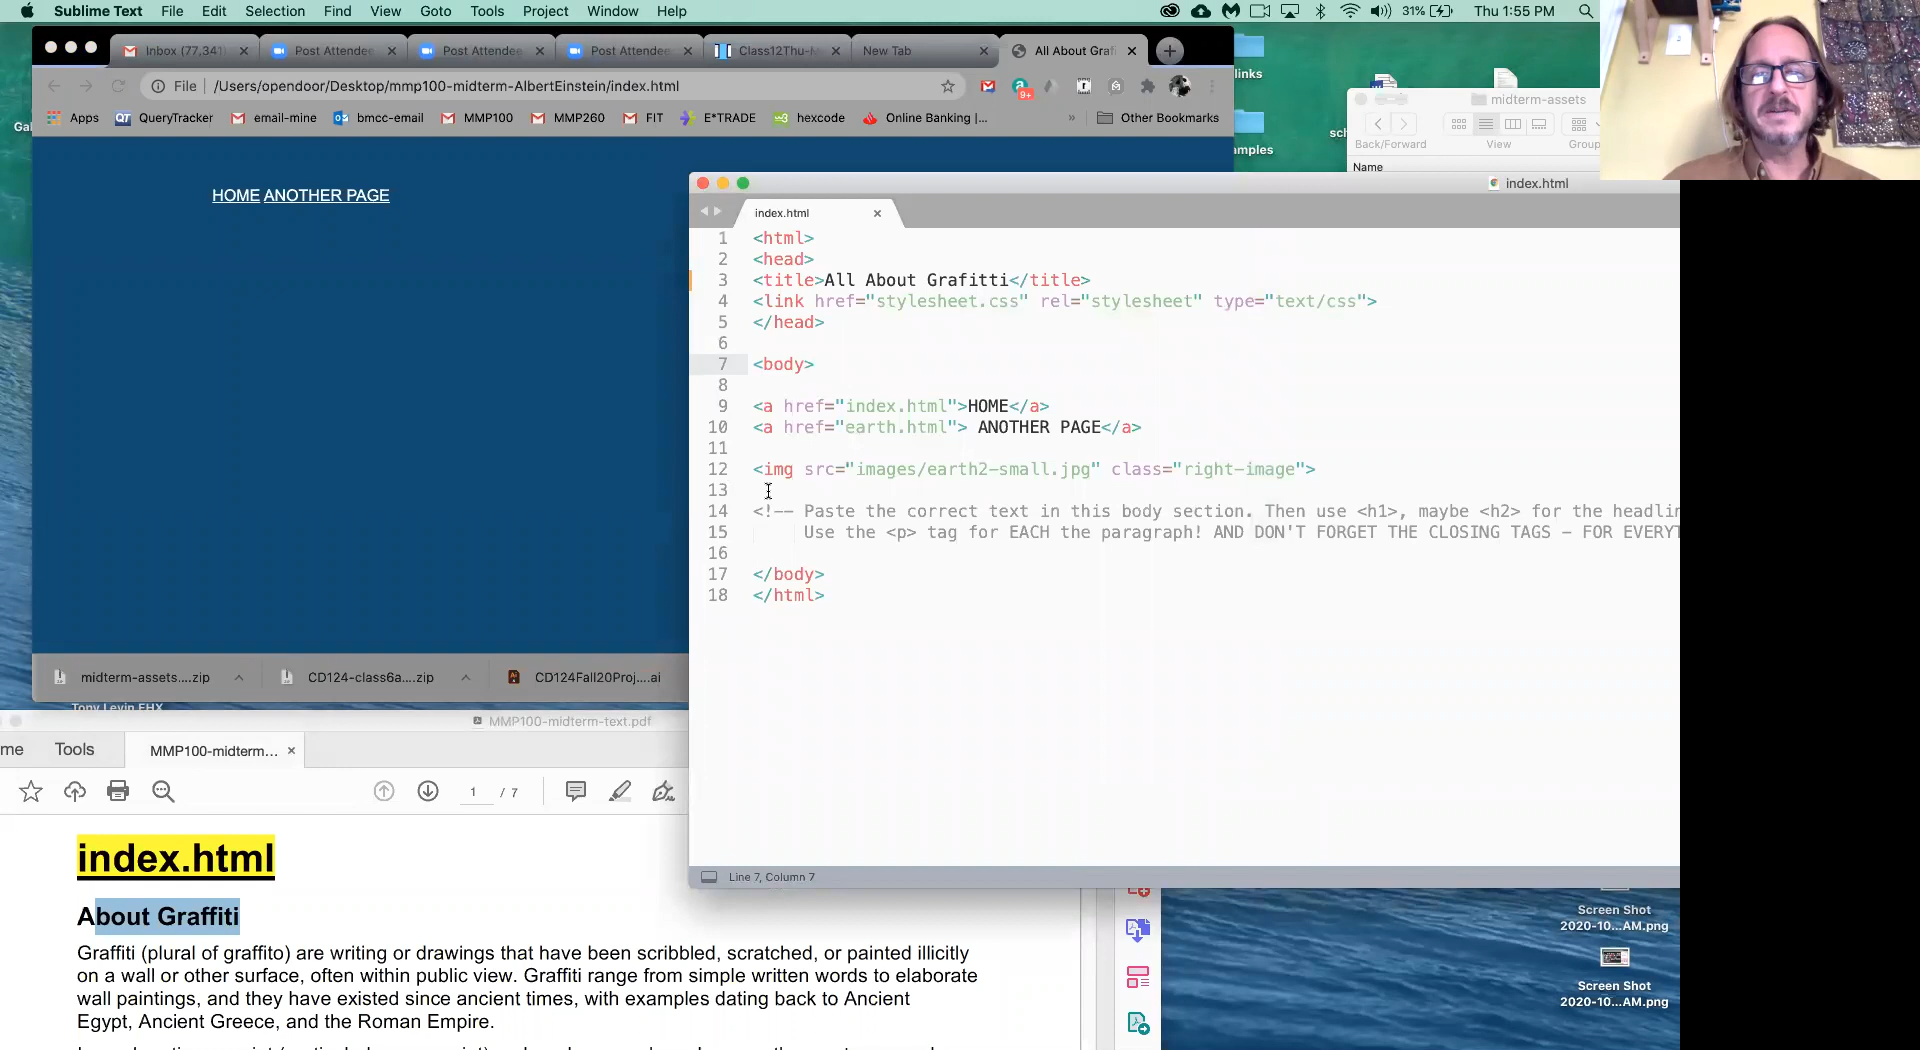 Sublime Text File Edit Selection Find View Goto Tools Project Window Help 31% Thu 1:55 PM
Inbox (77,341) Post Attendee Post Attendee Post Attendee Class12Thu-M New Tab All About Graf
File /Users/opendoor/Desktop/mmp100-midterm-AlbertEinstein/index.html 9+
Apps QueryTracker email-mine bmcc-email MMP100 MMP260 FIT E*TRADE hexcode Online Banking |... » Other Bookmarks
links
amples
midterm-assets
Back/Forward View Group
Name
HOME ANOTHER PAGE
index.html
index.html
1 <html>
2 <head>
3 <title>All About Grafitti</title>
4 <link href="stylesheet.css" rel="stylesheet" type="text/css">
5 </head>
6
7 <body>
8
9 <a href="index.html">HOME</a>
10 <a href="earth.html"> ANOTHER PAGE</a>
11
12 <img src="images/earth2-small.jpg" class="right-image">
13
14 <!-- Paste the correct text in this body section. Then use <h1>, maybe <h2> for the headlin
15 Use the <p> tag for EACH the paragraph! AND DON'T FORGET THE CLOSING TAGS - FOR EVERYT
16
17 </body>
18 </html>
Line 7, Column 7
midterm-assets....zip CD124-class6a....zip CD124Fall20Proj....ai
Tony Levin EHX
MMP100-midterm-text.pdf
me Tools MMP100-midterm...
1 / 7
index.html
About Graffiti
Graffiti (plural of graffito) are writing or drawings that have been scribbled, scratched, or painted illicitly
on a wall or other surface, often within public view. Graffiti range from simple written words to elaborate
wall paintings, and they have existed since ancient times, with examples dating back to Ancient
Egypt, Ancient Greece, and the Roman Empire.
Screen Shot
2020-10...AM.png
Screen Shot
2020-10...AM.png